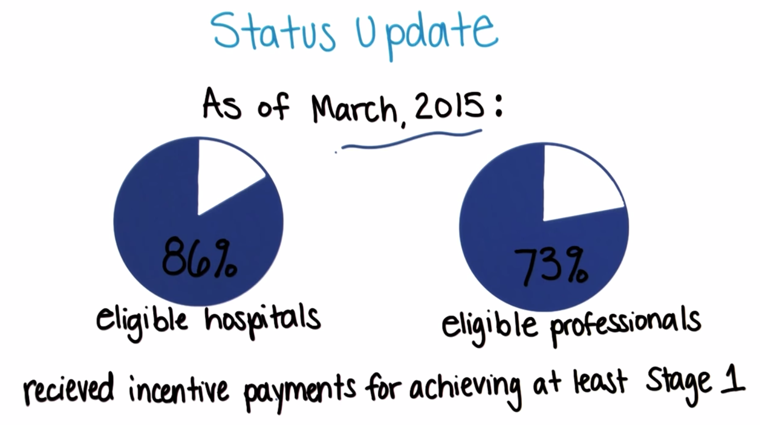 Status Update
As of March, 2015:
86%
73%
eligible hospitals
eligible professionals
recieved incentive payments for achieving at least Stage 1